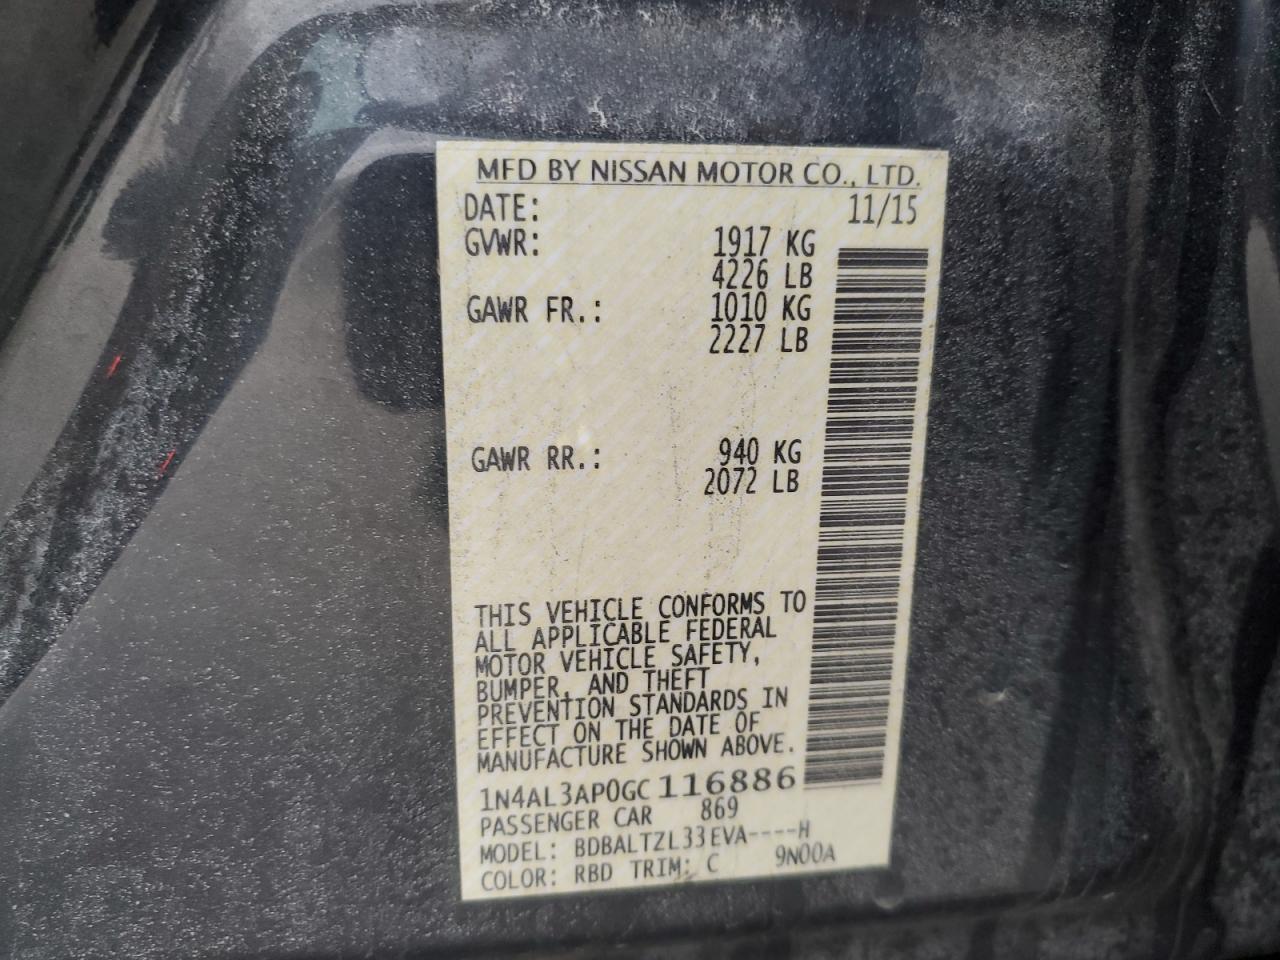 MFD BY NISSAN MOTOR CO., LTD.
DATE: 11/15
GVWR: 1917 KG
4226 LB
GAWR FR.: 1010 KG
2227 LB
GAWR RR.: 940 KG
2072 LB
THIS VEHICLE CONFORMS TO
ALL APPLICABLE FEDERAL
MOTOR VEHICLE SAFETY,
BUMPER, AND THEFT
PREVENTION STANDARDS IN
EFFECT ON THE DATE OF
MANUFACTURE SHOWN ABOVE.
1N4AL3AP0GC116886
PASSENGER CAR 869
MODEL: BDBALTZL33EVA----H
COLOR: RBD TRIM: C 9N00A